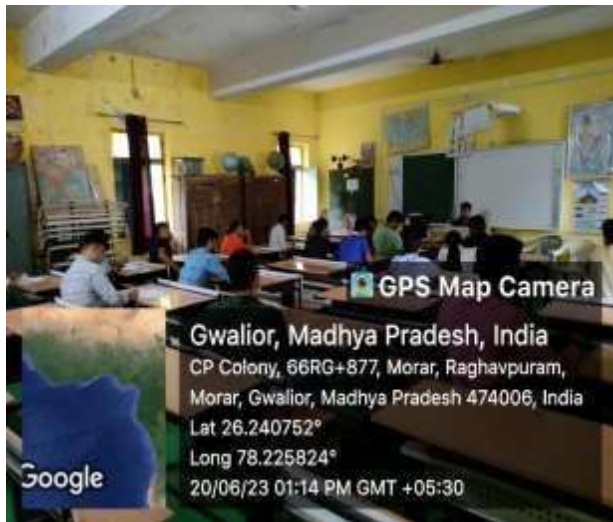 GPS Map Camera
Gwalior, Madhya Pradesh, India
CP Colony, 66RG+877, Morar, Raghavpuram,
Morar, Gwalior, Madhya Pradesh 474006, India
Lat 26.240752°
Long 78.225824°
20/06/23 01:14 PM GMT +05:30
Google